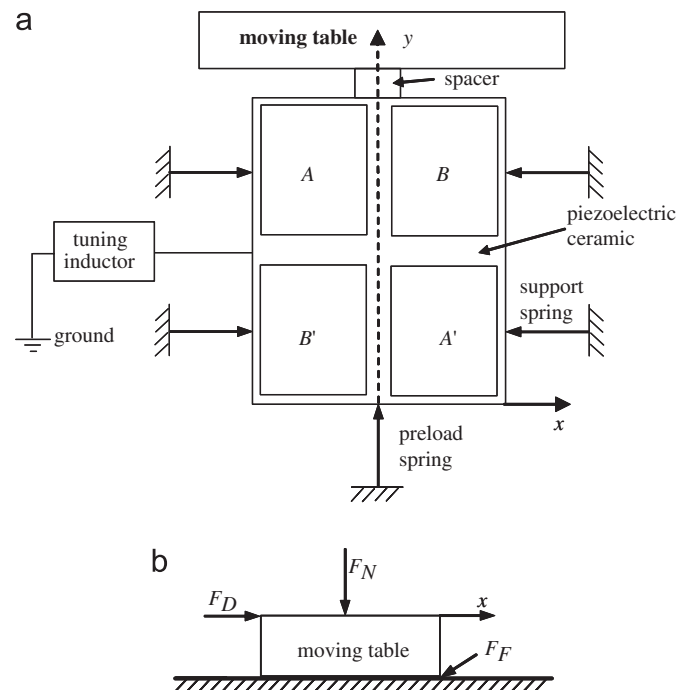 a
moving table
y
spacer
A
B
piezoelectric
ceramic
tuning
inductor
support
spring
ground
B'
A'
x
preload
spring
b
F_N
F_D
x
moving table
F_F